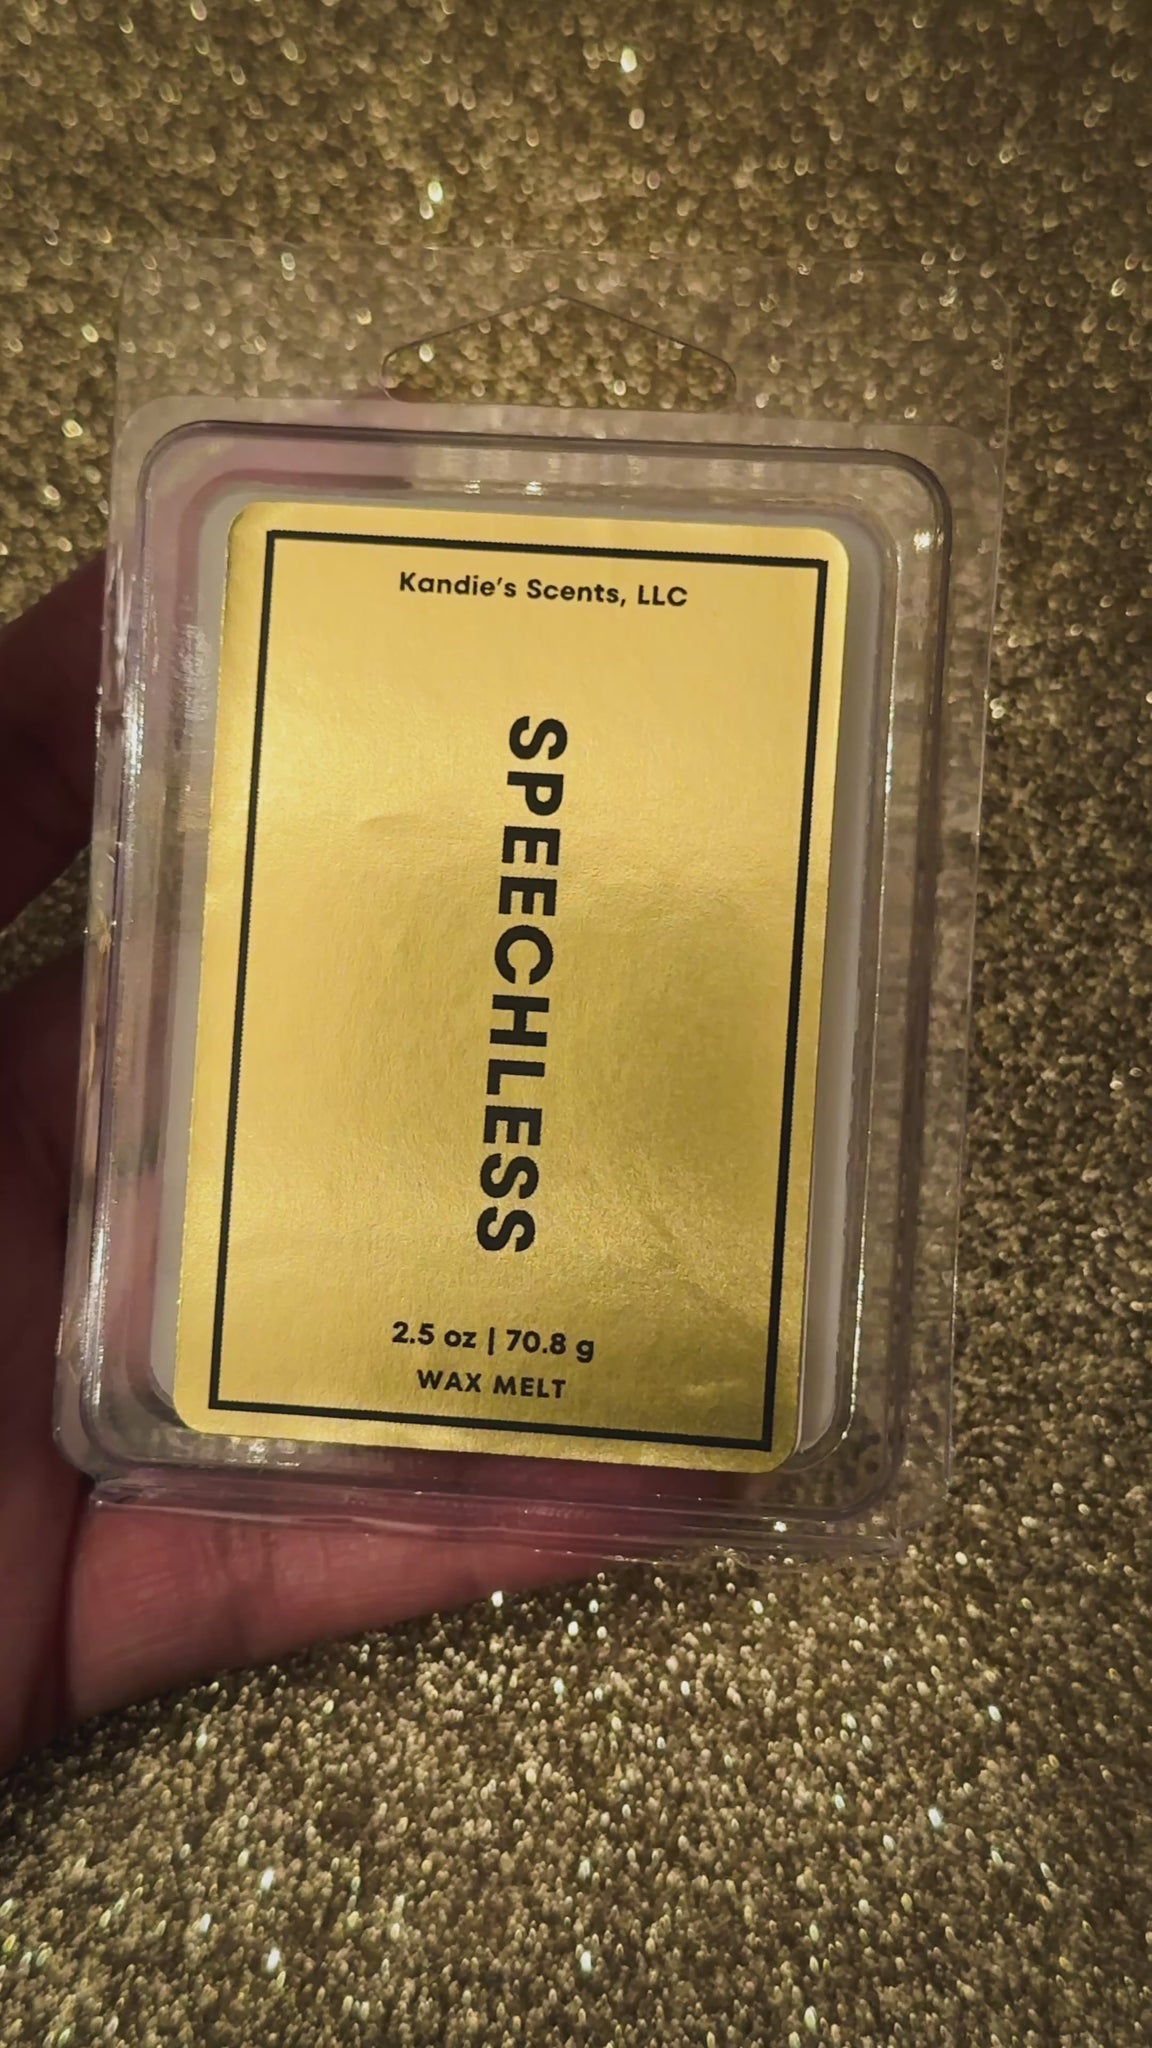 Kandie's Scents, LLC
SPEECHLESS
2.5 oz | 70.8 g
WAX MELT